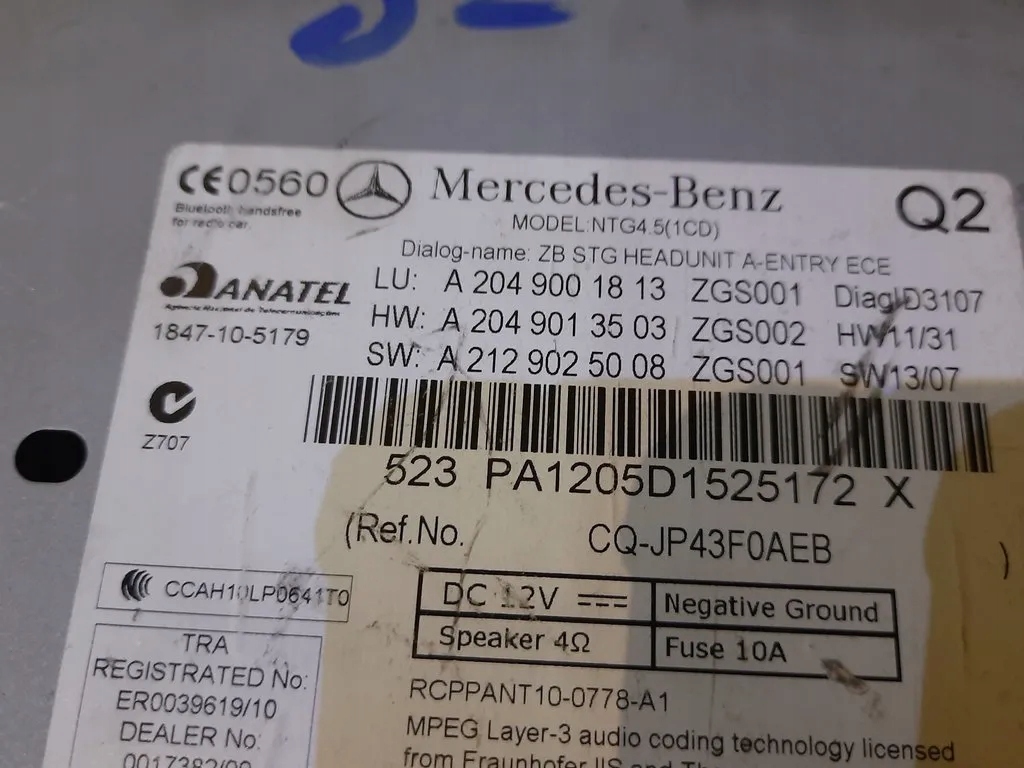 CE0560
Bluetooth handsfree
for radio car.
Mercedes-Benz
Q2
MODEL:NTG4.5(1CD)
Dialog-name: ZB STG HEADUNIT A-ENTRY ECE
ANATEL
1847-10-5179
LU: A 204 900 18 13 ZGS001 DiagID3107
HW: A 204 901 35 03 ZGS002 HW11/31
SW: A 212 902 50 08 ZGS001 SW13/07
Z707
523 PA1205D1525172 X
(Ref.No. CQ-JP43F0AEB )
CCAH10LP0641T0
DC 12V Negative Ground
Speaker 4Ω Fuse 10A
TRA
REGISTRATED No:
ER0039619/10
DEALER No:
0017382/00
RCPPANT10-0778-A1
MPEG Layer-3 audio coding technology licensed
from Fraunhofer IIS and